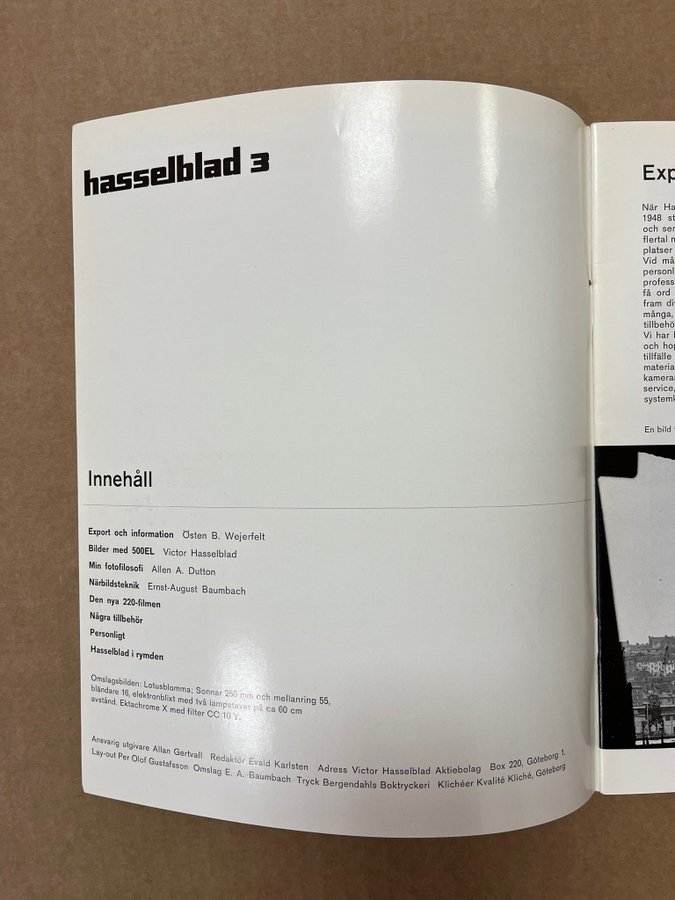 hasselblad 3
Innehåll
Export och information Östen B. Wejerfelt
Bilder med 500EL Victor Hasselblad
Min fotofilosofi Allen A. Dutton
Närbildsteknik Ernst-August Baumbach
Den nya 220-filmen
Några tillbehör
Personligt
Hasselblad i rymden
Omslagsbilden: Lotusblomma; Sonnar 250 mm och mellanring 55,
bländare 16, elektronblixt med två lampstavar på ca 60 cm
avstånd. Ektachrome X med filter CC 10 Y.
Ansvarig utgivare Allan Gertvall Redaktör Evald Karlsten Adress Victor Hasselblad Aktiebolag Box 220, Göteborg 1.
Lay-out Per Olof Gustafsson Omslag E. A. Baumbach Tryck Bergendahls Boktryckeri Klichéer Kvalité Kliché, Göteborg
Exp
När Ha
1948 st
och ser
flertal n
platser
Vid må
personl
profess
få ord
fram di
många,
tillbehö
Vi har l
och hop
tillfälle
materia
kamera
service,
systemk
En bild